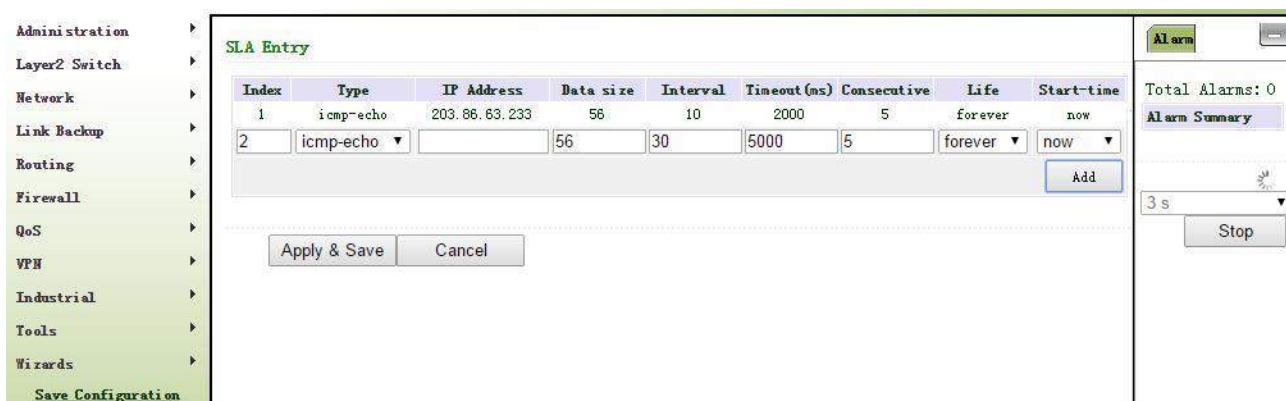 Administration
Layer2 Switch
Network
Link Backup
Routing
Firewall
QoS
VPN
Industrial
Tools
Wizards
Save Configuration
SLA Entry
Index Type IP Address Data size Interval Timeout(ms) Consecutive Life Start-time
1 icmp-echo 203.86.63.233 56 10 2000 5 forever now
2 icmp-echo 56 30 5000 5 forever now
Add
Apply & Save Cancel
Alarm
Total Alarms: 0
Alarm Summary
3 s
Stop